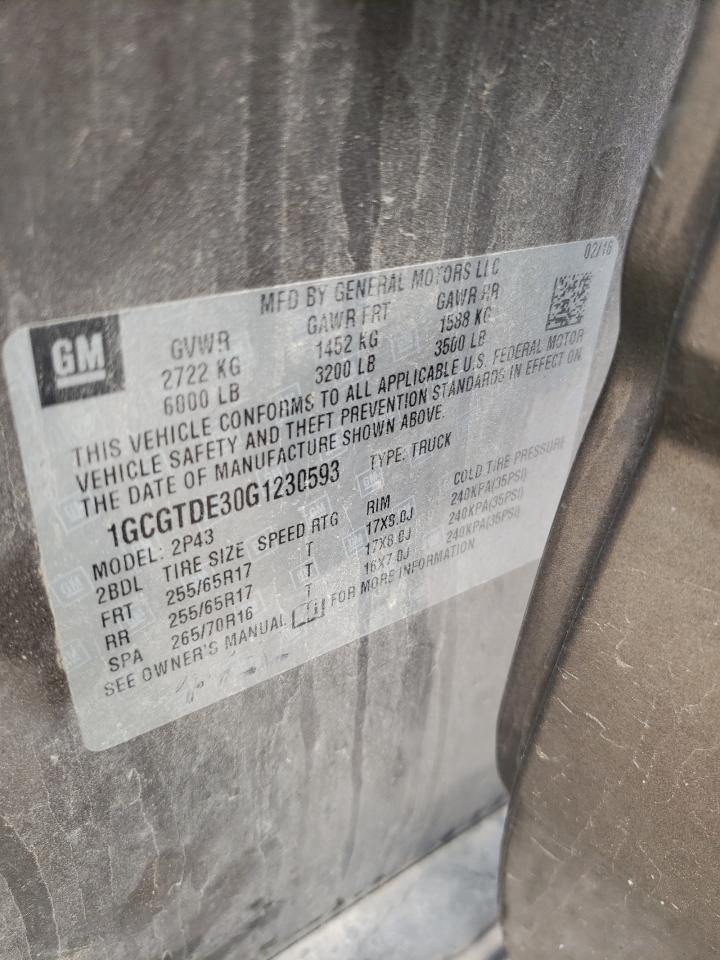 02/16
MFD BY GENERAL MOTORS LLC
GM
GVWR GAWR FRT GAWR RR
2722 KG 1452 KG 1588 KG
6000 LB 3200 LB 3500 LB
THIS VEHICLE CONFORMS TO ALL APPLICABLE U.S. FEDERAL MOTOR
VEHICLE SAFETY AND THEFT PREVENTION STANDARDS IN EFFECT ON
THE DATE OF MANUFACTURE SHOWN ABOVE.
1GCGTDE30G1230593 TYPE: TRUCK
MODEL: 2P43
2BDL TIRE SIZE SPEED RTG RIM COLD TIRE PRESSURE
FRT 255/65R17 T 17X8.0J 240KPA(35PSI)
RR 255/65R17 T 17X8.0J 240KPA(35PSI)
SPA 265/70R16 T 16X7.0J 240KPA(35PSI)
SEE OWNER'S MANUAL FOR MORE INFORMATION